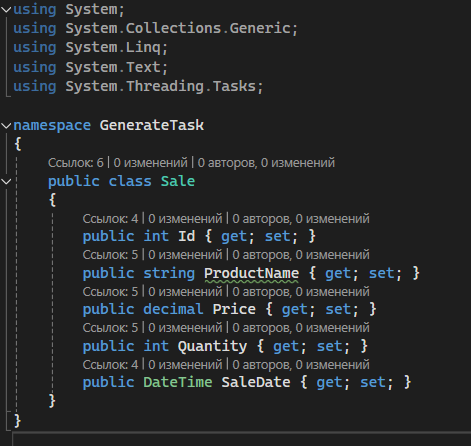 using System;
using System.Collections.Generic;
using System.Linq;
using System.Text;
using System.Threading.Tasks;
namespace GenerateTask
{
Ссылок: 6 | 0 изменений | 0 авторов, 0 изменений
public class Sale
{
Ссылок: 4 | 0 изменений | 0 авторов, 0 изменений
public int Id { get; set; }
Ссылок: 5 | 0 изменений | 0 авторов, 0 изменений
public string ProductName { get; set; }
Ссылок: 5 | 0 изменений | 0 авторов, 0 изменений
public decimal Price { get; set; }
Ссылок: 5 | 0 изменений | 0 авторов, 0 изменений
public int Quantity { get; set; }
Ссылок: 4 | 0 изменений | 0 авторов, 0 изменений
public DateTime SaleDate { get; set; }
}
}